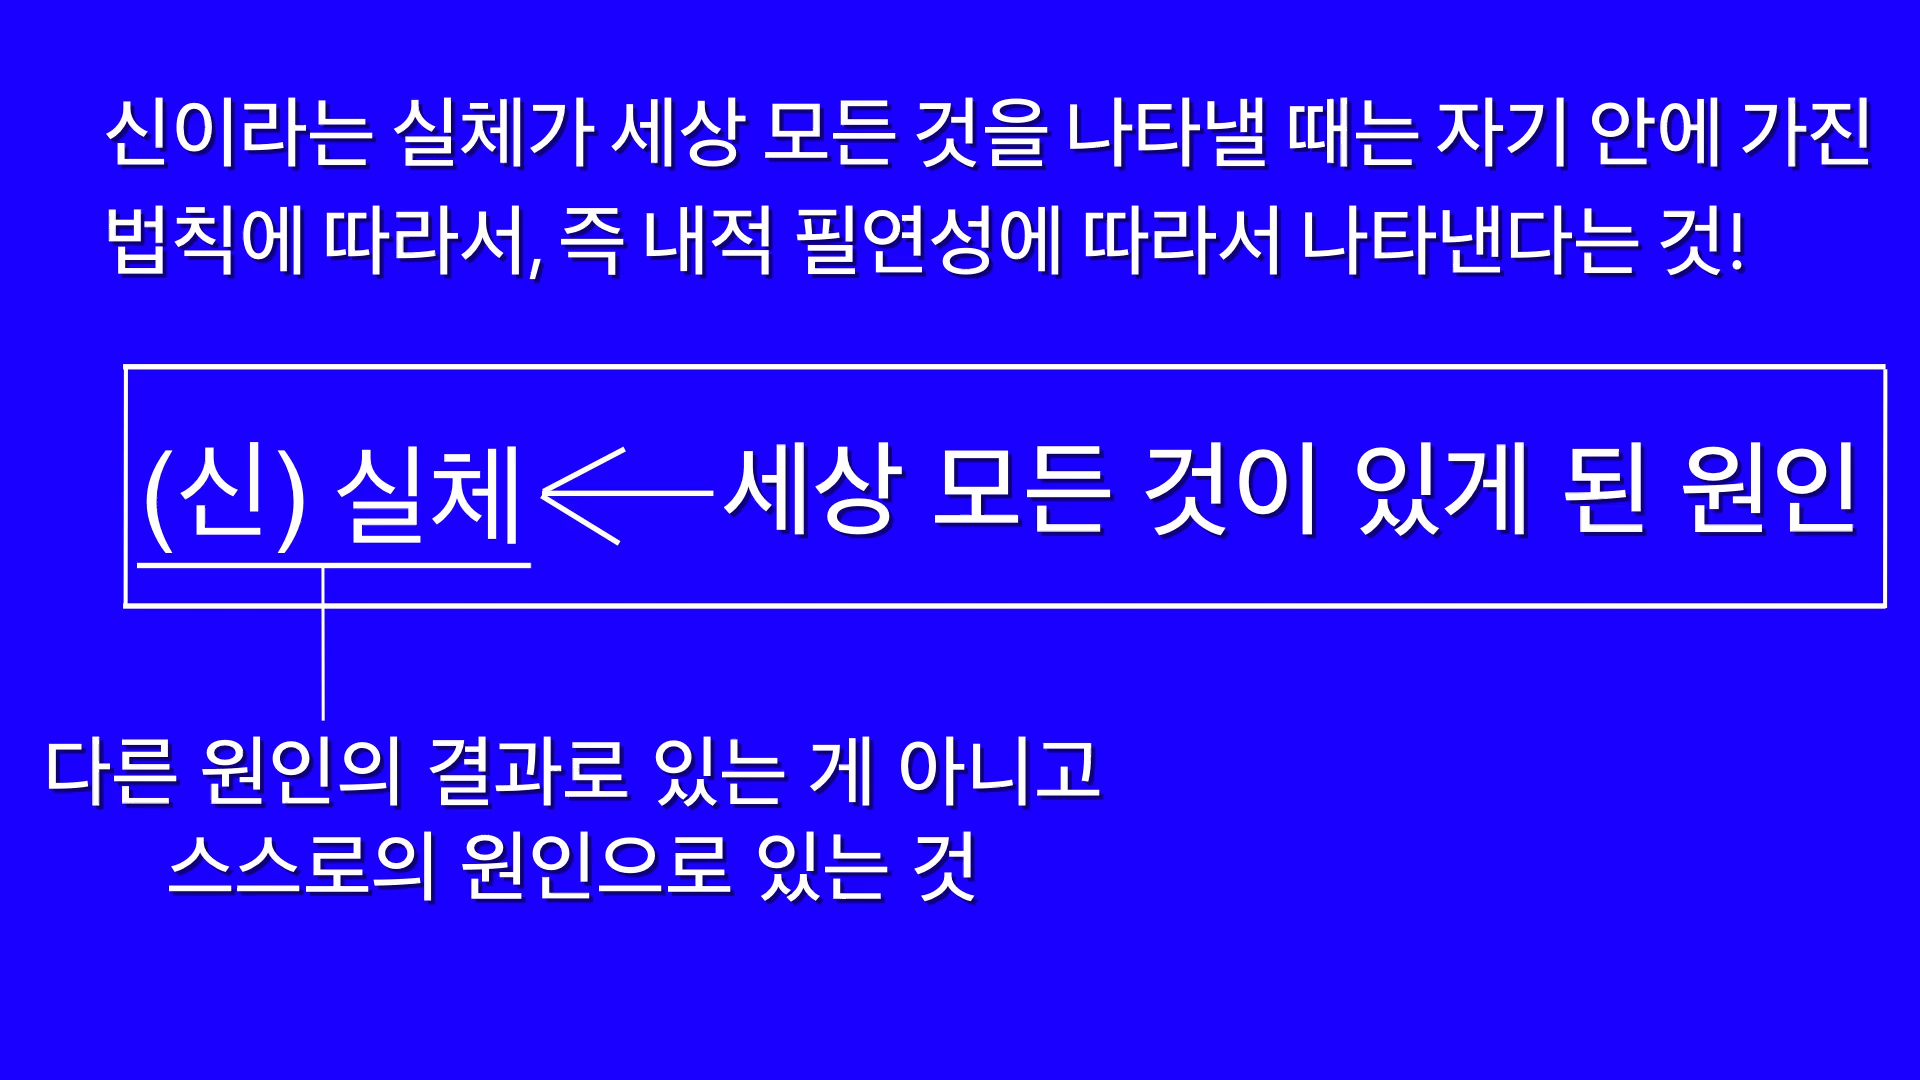 신이라는 실체가 세상 모든 것을 나타낼 때는 자기 안에 가진
법칙에 따라서, 즉 내적 필연성에 따라서 나타낸다는 것!
(신) 실체 세상 모든 것이 있게 된 원인
다른 원인의 결과로 있는 게 아니고
스스로의 원인으로 있는 것